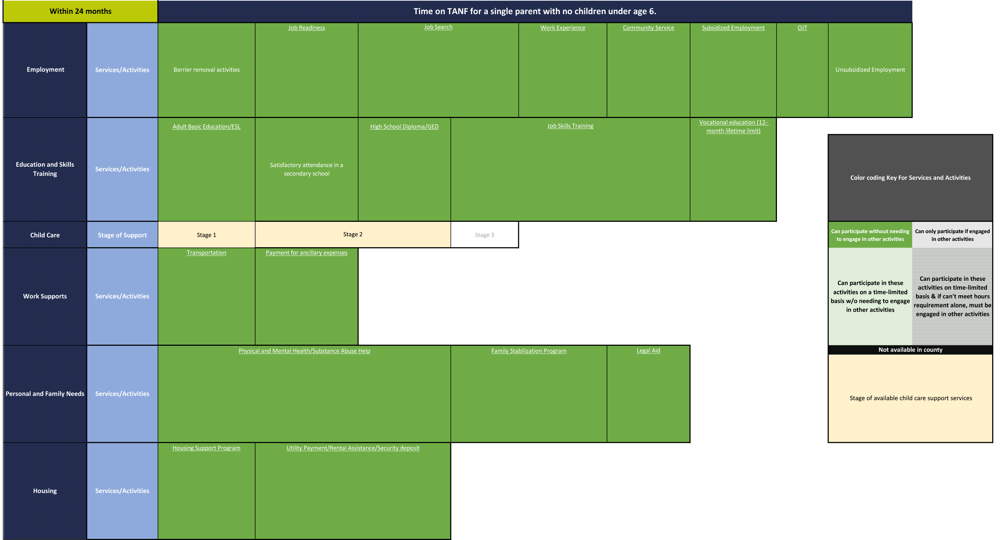 Within 24 months
Time on TANF for a single parent with no children under age 6.
Employment
Services/Activities
Barrier removal activities
Job Readiness
Job Search
Work Experience
Community Service
Subsidized Employment
OJT
Unsubsidized Employment
Education and Skills
Training
Services/Activities
Adult Basic Education/ESL
Satisfactory attendance in a
secondary school
High School Diploma/GED
Job Skills Training
Vocational education (12-
month lifetime limit)
Color coding Key For Services and Activities
Child Care
Stage of Support
Stage 1
Stage 2
Stage 3
Can participate without needing
to engage in other activities
Can only participate if engaged
in other activities
Work Supports
Services/Activities
Transportation
Payment for ancillary expenses
Can participate in these
activities on a time-limited
basis w/o needing to engage
in other activities
Can participate in these
activities on time-limited
basis & if can't meet hours
requirement alone, must be
engaged in other activities
Not available in county
Personal and Family Needs
Services/Activities
Physical and Mental Health/Substance Abuse Help
Family Stabilization Program
Legal Aid
Stage of available child care support services
Housing
Services/Activities
Housing Support Program
Utility Payment/Rental Assistance/Security deposit